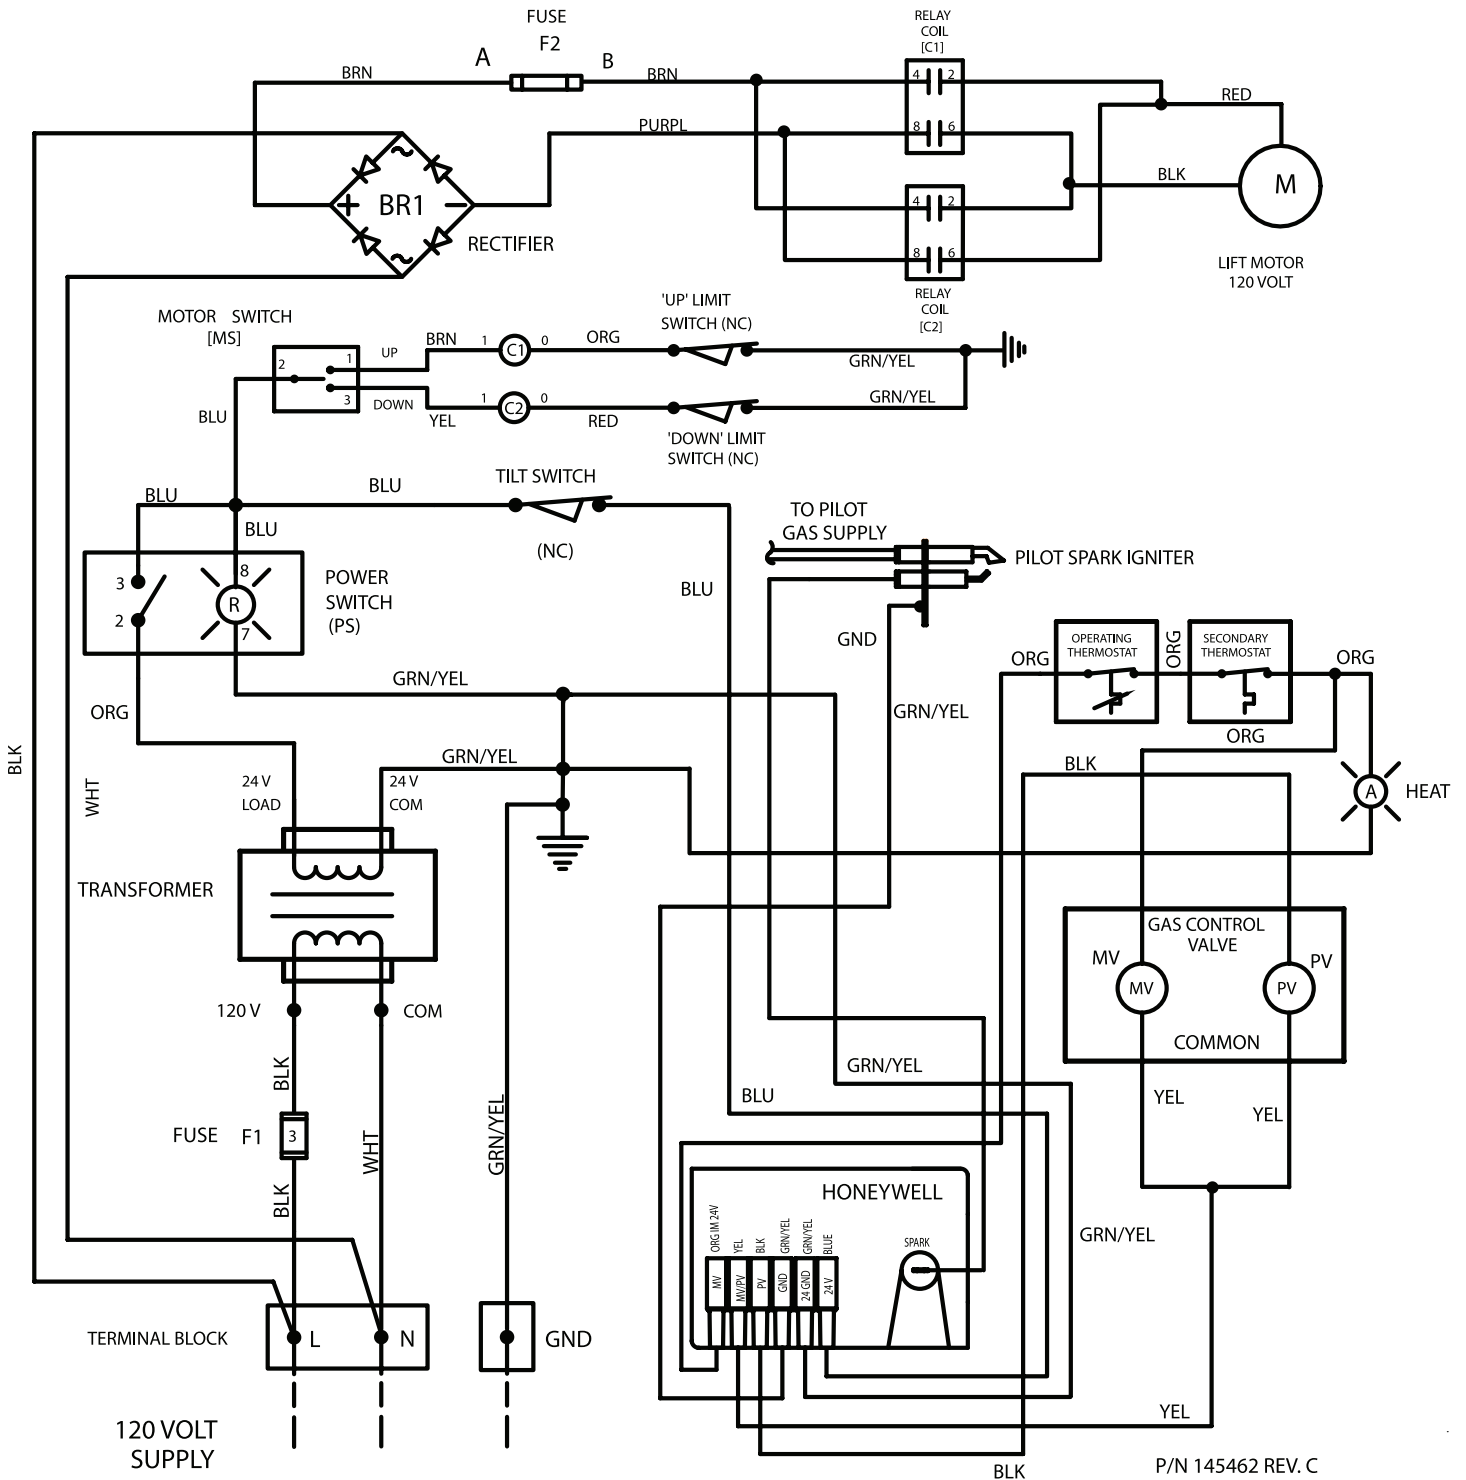 FUSE
F2
A
B
RELAY
COIL
[C1]
BRN
BRN
4
2
RED
PURPL
8
6
BLK
M
BR1
RECTIFIER
4
2
8
6
LIFT MOTOR
120 VOLT
RELAY
COIL
[C2]
MOTOR SWITCH
[MS]
'UP' LIMIT
SWITCH (NC)
2
1
UP
BRN
1
C1
0
ORG
GRN/YEL
3
DOWN
YEL
1
C2
0
RED
GRN/YEL
BLU
'DOWN' LIMIT
SWITCH (NC)
TILT SWITCH
(NC)
BLU
BLU
BLU
TO PILOT
GAS SUPPLY
PILOT SPARK IGNITER
3
8
R
2
7
POWER
SWITCH
(PS)
BLU
GND
OPERATING
THERMOSTAT
SECONDARY
THERMOSTAT
ORG
ORG
ORG
GRN/YEL
GRN/YEL
ORG
ORG
BLK
BLK
WHT
24 V
LOAD
GRN/YEL
24 V
COM
A
HEAT
TRANSFORMER
GAS CONTROL
VALVE
MV
MV
PV
PV
COMMON
120 V
COM
BLK
GRN/YEL
BLU
YEL
YEL
FUSE
F1
3
WHT
GRN/YEL
BLK
HONEYWELL
ORG IM 24V
YEL
BLK
GRN/YEL
GRN/YEL
BLUE
MV
MV/PV
PV
GND
24 GND
24 V
SPARK
GRN/YEL
TERMINAL BLOCK
L
N
GND
120 VOLT
SUPPLY
YEL
BLK
P/N 145462 REV. C